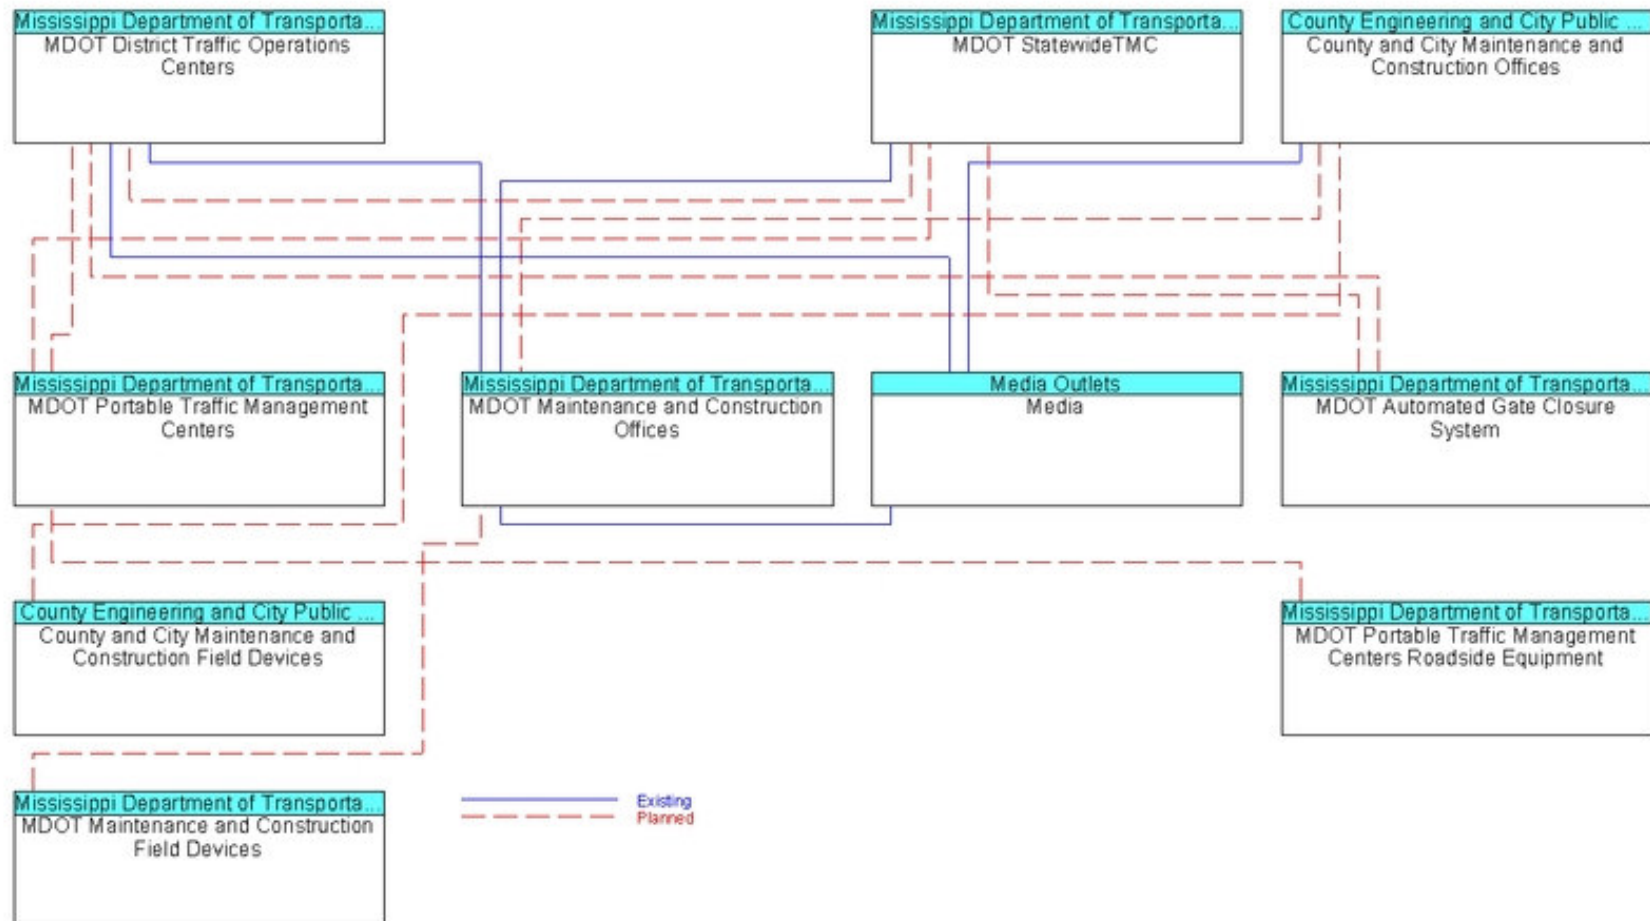 Mississippi Department of Transporta...
MDOT District Traffic Operations
Centers
Mississippi Department of Transporta...
MDOT StatewideTMC
County Engineering and City Public ...
County and City Maintenance and
Construction Offices
Mississippi Department of Transporta...
MDOT Portable Traffic Management
Centers
Mississippi Department of Transporta...
MDOT Maintenance and Construction
Offices
Media Outlets
Media
Mississippi Department of Transporta...
MDOT Automated Gate Closure
System
County Engineering and City Public ...
County and City Maintenance and
Construction Field Devices
Mississippi Department of Transporta...
MDOT Portable Traffic Management
Centers Roadside Equipment
Mississippi Department of Transporta...
MDOT Maintenance and Construction
Field Devices
Existing
Planned